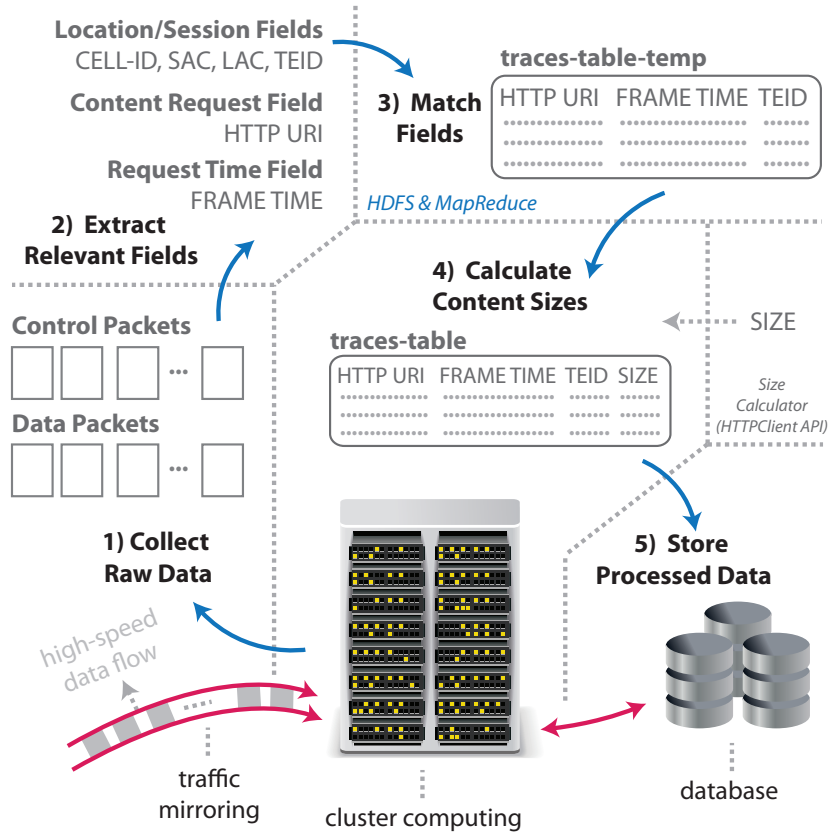 Location/Session Fields
CELL-ID, SAC, LAC, TEID
Content Request Field
HTTP URI
Request Time Field
FRAME TIME
2) Extract
Relevant Fields
3) Match
Fields
traces-table-temp
HTTP URI FRAME TIME TEID
HDFS & MapReduce
4) Calculate
Content Sizes
SIZE
Size
Calculator
(HTTPClient API)
traces-table
HTTP URI FRAME TIME TEID SIZE
Control Packets
...
Data Packets
...
1) Collect
Raw Data
high-speed
data flow
traffic
mirroring
cluster computing
5) Store
Processed Data
database